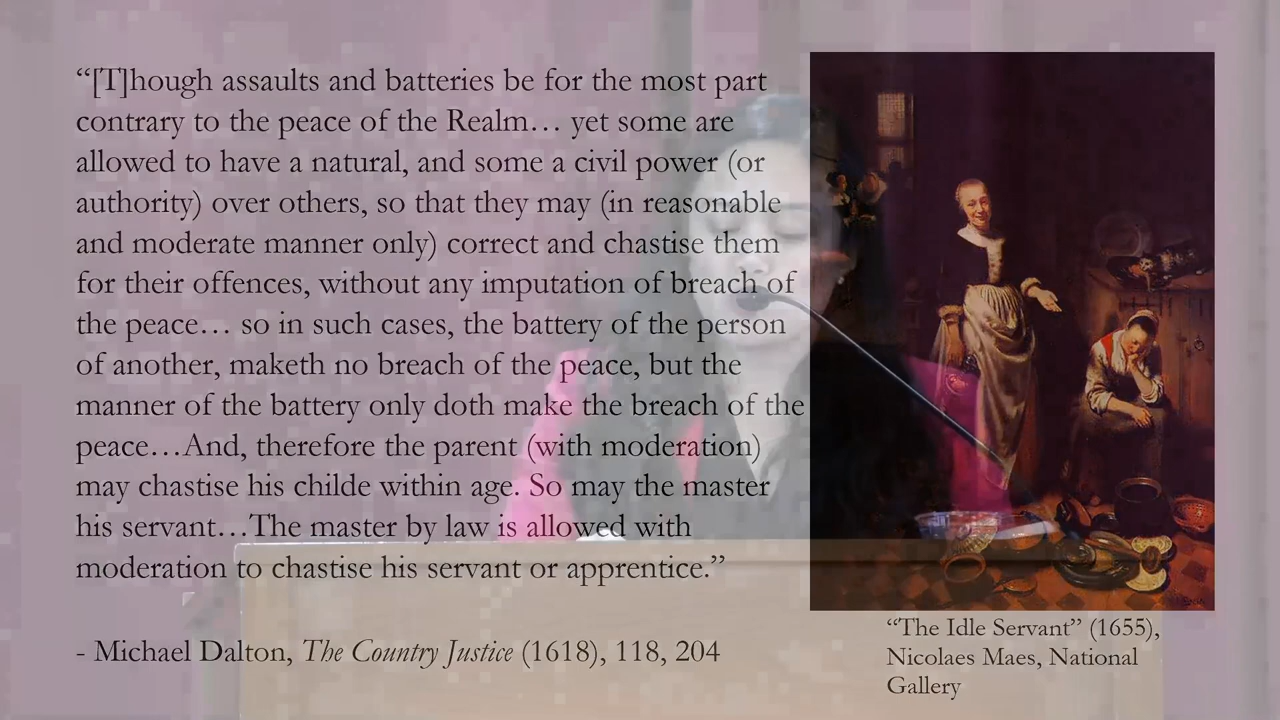 “[T]hough assaults and batteries be for the most part
contrary to the peace of the Realm… yet some are
allowed to have a natural, and some a civil power (or
authority) over others, so that they may (in reasonable
and moderate manner only) correct and chastise them
for their offences, without any imputation of breach of
the peace… so in such cases, the battery of the person
of another, maketh no breach of the peace, but the
manner of the battery only doth make the breach of the
peace…And, therefore the parent (with moderation)
may chastise his childe within age. So may the master
his servant…The master by law is allowed with
moderation to chastise his servant or apprentice.”
- Michael Dalton, The Country Justice (1618), 118, 204
“The Idle Servant” (1655),
Nicolaes Maes, National
Gallery